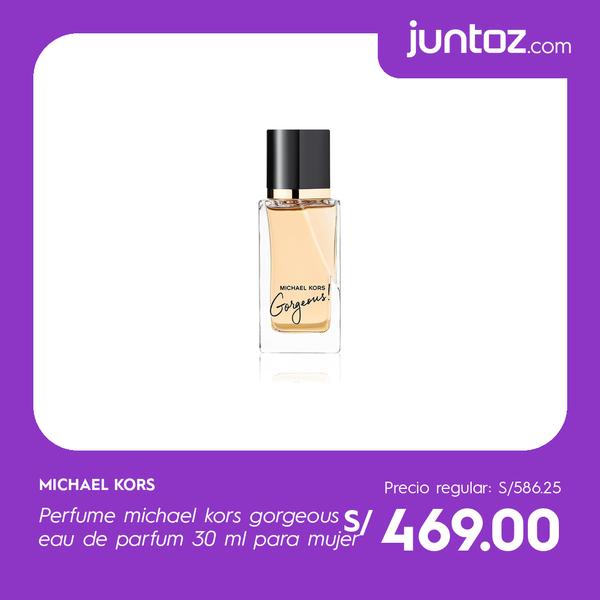 juntoz.com
MICHAEL KORS
Gorgeous!
MICHAEL KORS
Perfume michael kors gorgeous
eau de parfum 30 ml para mujer
Precio regular: S/586.25
S/ 469.00